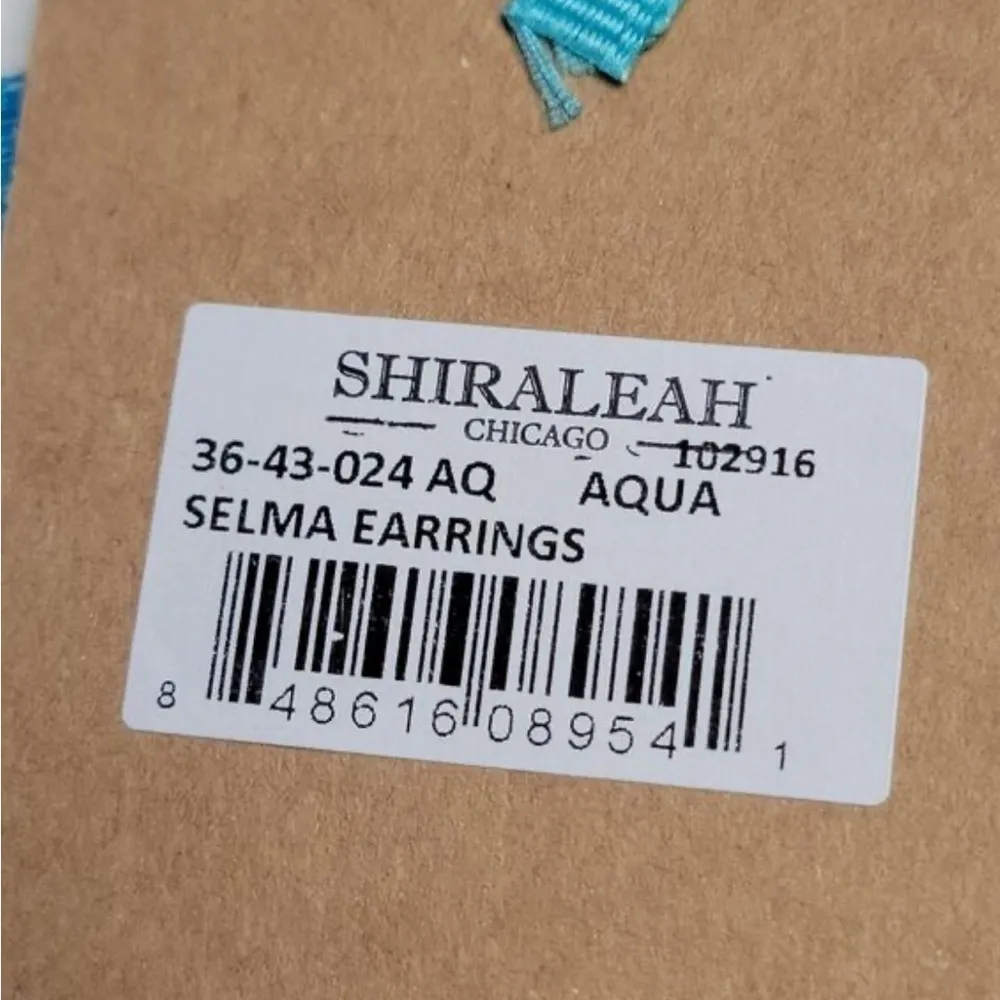 SHIRALEAH
CHICAGO 102916
36-43-024 AQ AQUA
SELMA EARRINGS
8 48616 08954 1